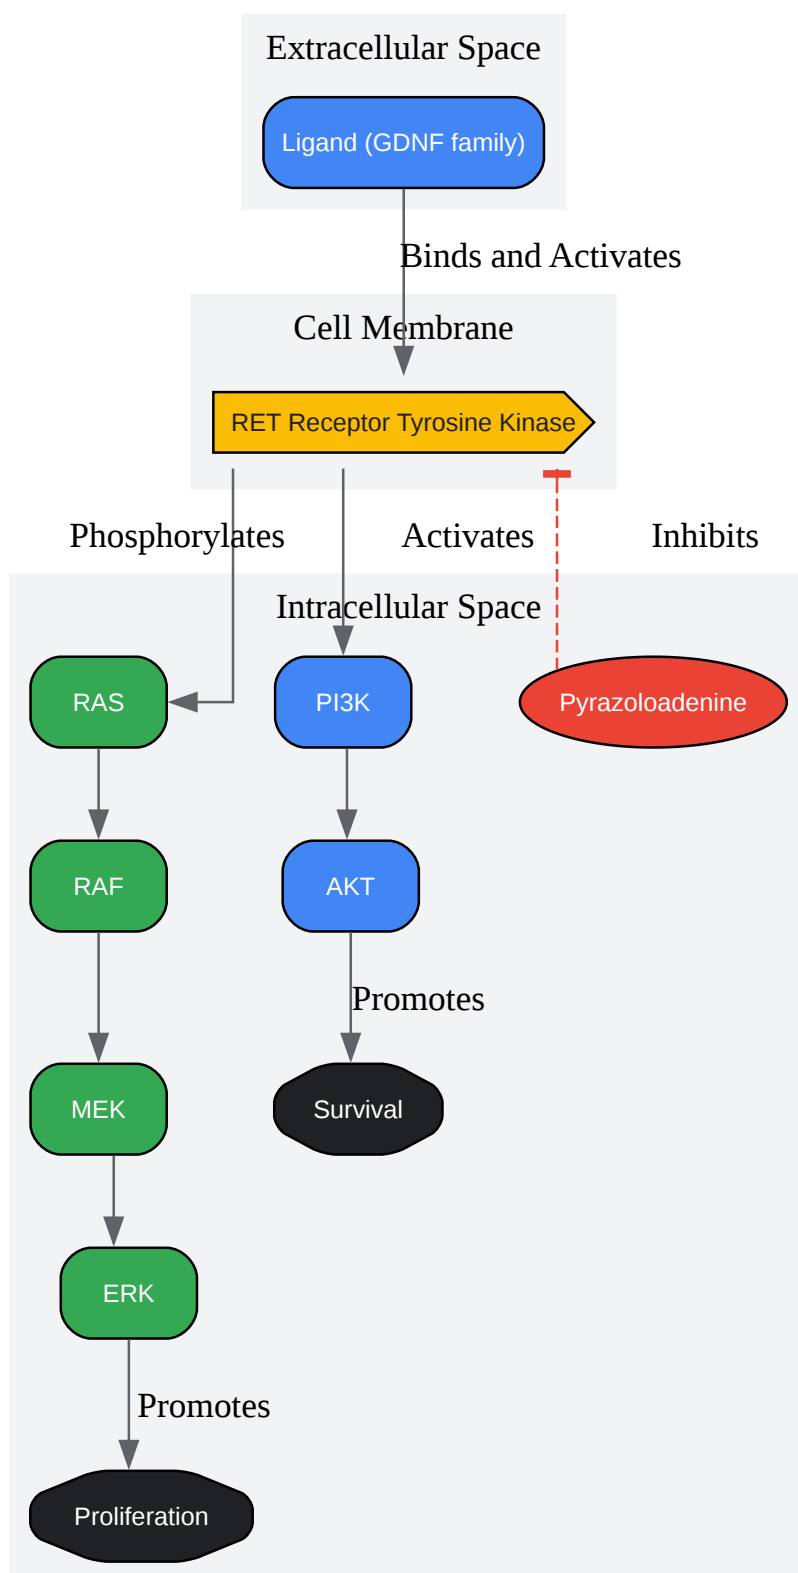 Extracellular Space
Ligand (GDNF family)
Binds and Activates
Cell Membrane
RET Receptor Tyrosine Kinase
Phosphorylates
Activates
Inhibits
Intracellular Space
RAS
PI3K
Pyrazoloadenine
RAF
AKT
Promotes
MEK
Survival
ERK
Promotes
Proliferation